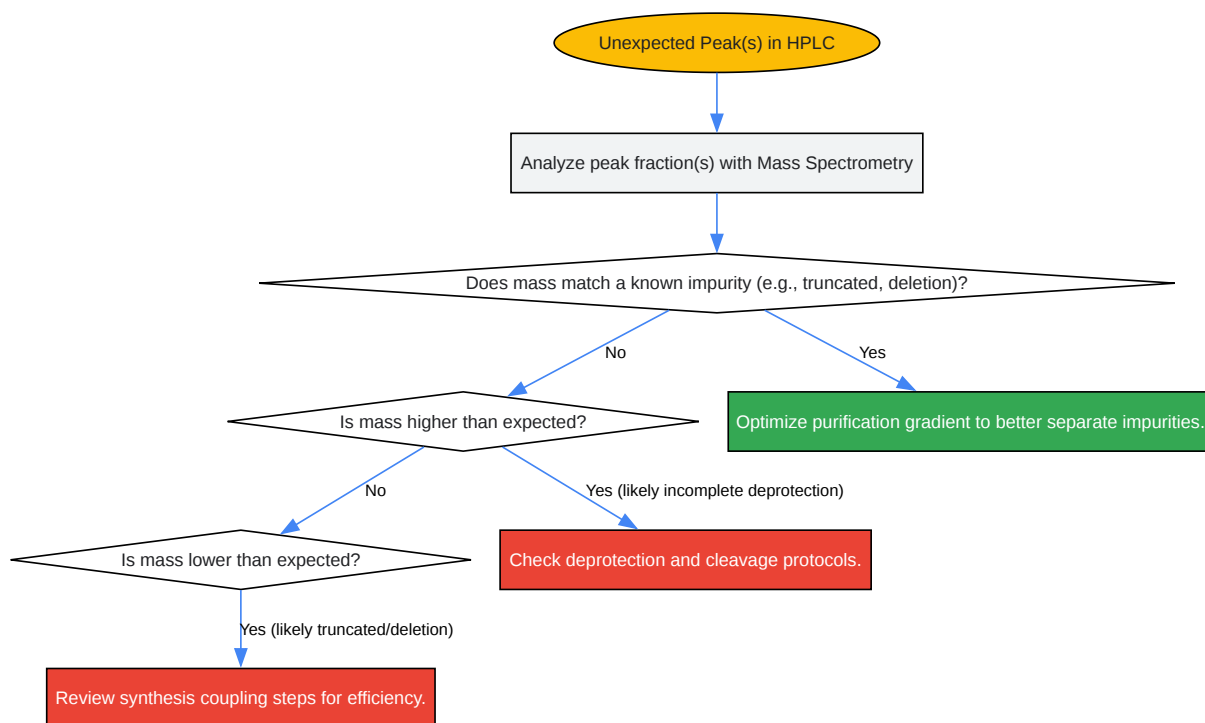 Unexpected Peak(s) in HPLC
Analyze peak fraction(s) with Mass Spectrometry
Does mass match a known impurity (e.g., truncated, deletion)?
No
Yes
Is mass higher than expected?
Optimize purification gradient to better separate impurities.
No
Yes (likely incomplete deprotection)
Is mass lower than expected?
Check deprotection and cleavage protocols.
Yes (likely truncated/deletion)
Review synthesis coupling steps for efficiency.